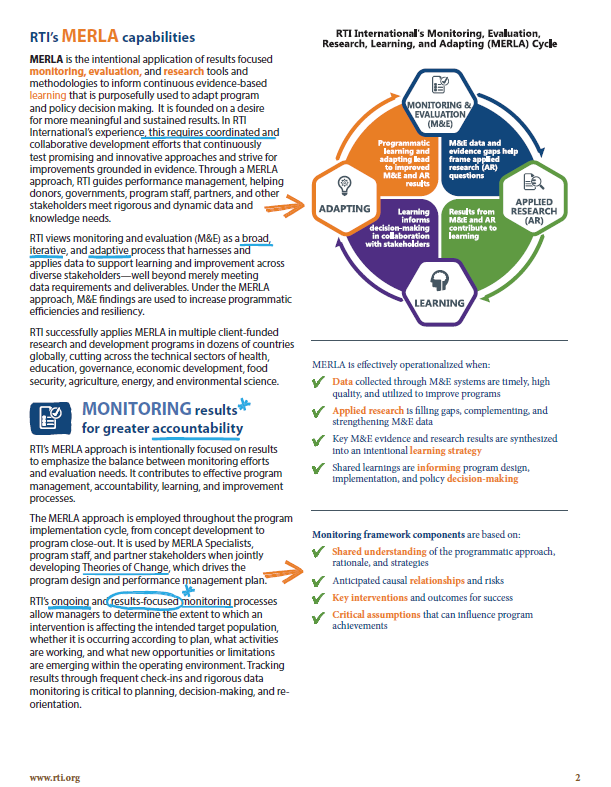 RTI's MERLA capabilities
MERLA is the intentional application of results focused
monitoring, evaluation, and research tools and
methodologies to inform continuous evidence-based
learning that is purposefully used to adapt program
and policy decision making. It is founded on a desire
for more meaningful and sustained results. In RTI
International's experience, this requires coordinated and
collaborative development efforts that continuously
test promising and innovative approaches and strive for
improvements grounded in evidence. Through a MERLA
approach, RTI guides performance management, helping
donors, governments, program staff, partners, and other
stakeholders meet rigorous and dynamic data and
knowledge needs.
RTI views monitoring and evaluation (M&E) as a broad,
iterative, and adaptive process that harnesses and
applies data to support learning and improvement across
diverse stakeholders—well beyond merely meeting
data requirements and deliverables. Under the MERLA
approach, M&E findings are used to increase programmatic
efficiencies and resiliency.
RTI successfully applies MERLA in multiple client-funded
research and development programs in dozens of countries
globally, cutting across the technical sectors of health,
education, governance, economic development, food
security, agriculture, energy, and environmental science.
MONITORING results*
for greater accountability
RTI's MERLA approach is intentionally focused on results
to emphasize the balance between monitoring efforts
and evaluation needs. It contributes to effective program
management, accountability, learning, and improvement
processes.
The MERLA approach is employed throughout the program
implementation cycle, from concept development to
program close-out. It is used by MERLA Specialists,
program staff, and partner stakeholders when jointly
developing Theories of Change, which drives the
program design and performance management plan.
RTI's ongoing and results-focused monitoring processes
allow managers to determine the extent to which an
intervention is affecting the intended target population,
whether it is occurring according to plan, what activities
are working, and what new opportunities or limitations
are emerging within the operating environment. Tracking
results through frequent check-ins and rigorous data
monitoring is critical to planning, decision-making, and re-
orientation.
RTI International's Monitoring, Evaluation,
Research, Learning, and Adapting (MERLA) Cycle
MONITORING &
EVALUATION
(M&E)
Programmatic
learning and
adapting lead
to improved
M&E and AR
results
M&E data and
evidence gaps help
frame applied
research (AR)
questions
ADAPTING
APPLIED
RESEARCH
(AR)
Learning
informs
decision-making
in collaboration
with stakeholders
Results from
M&E and AR
contribute to
learning
LEARNING
MERLA is effectively operationalized when:
Data collected through M&E systems are timely, high
quality, and utilized to improve programs
Applied research is filling gaps, complementing, and
strengthening M&E data
Key M&E evidence and research results are synthesized
into an intentional learning strategy
Shared learnings are informing program design,
implementation, and policy decision-making
Monitoring framework components are based on:
Shared understanding of the programmatic approach,
rationale, and strategies
Anticipated causal relationships and risks
Key interventions and outcomes for success
Critical assumptions that can influence program
achievements
www.rti.org
2